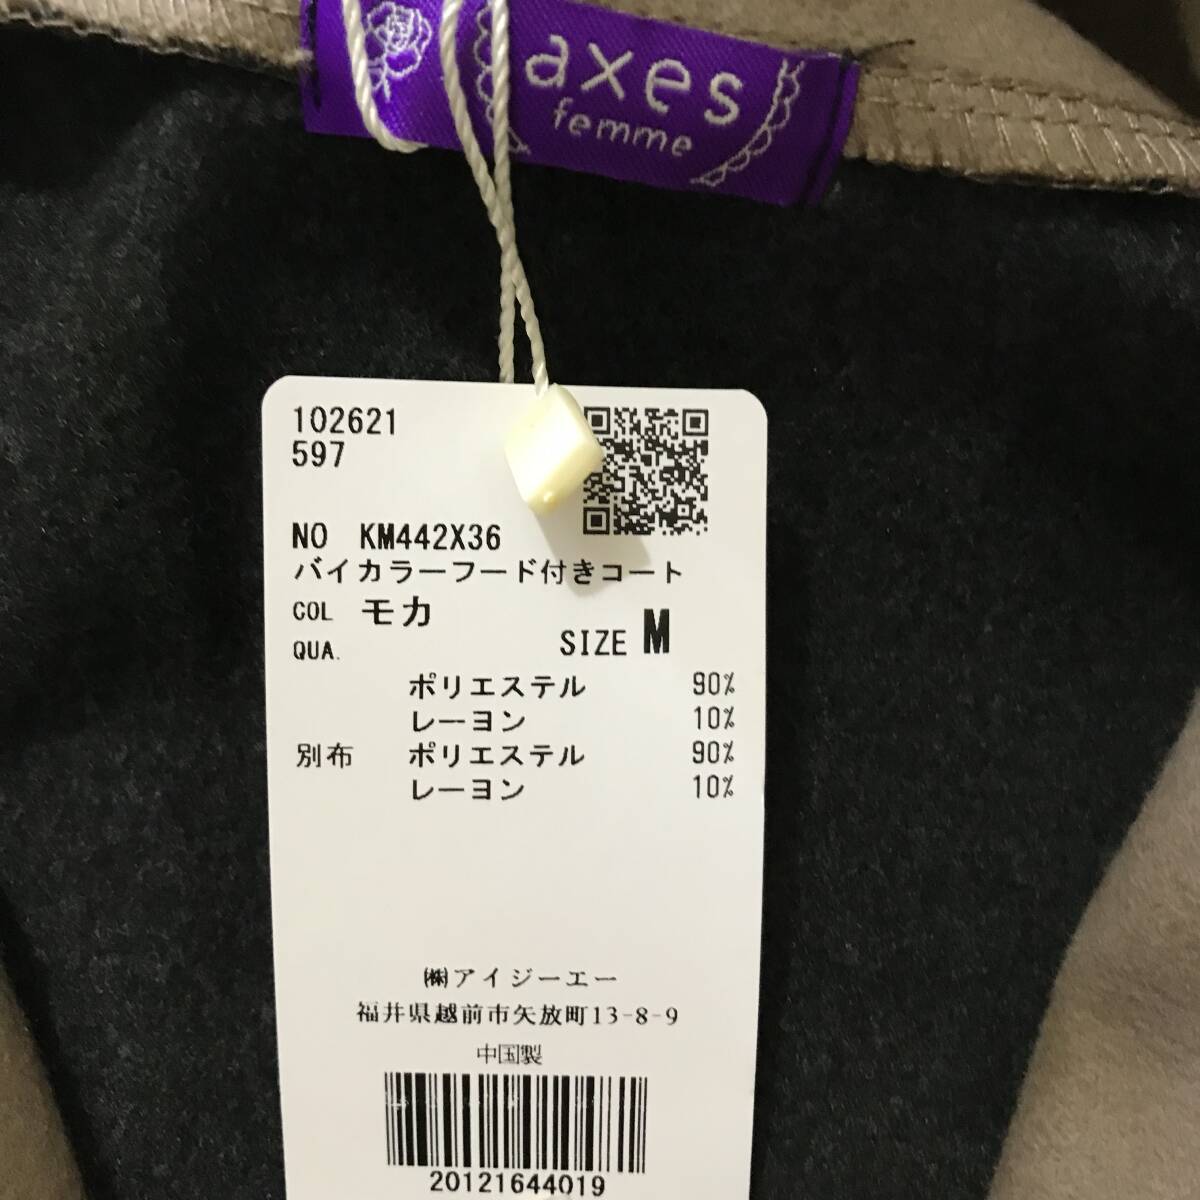 axes
femme
102621
597
NO KM442X36
バイカラーフード付きコート
COL モカ
QUA. SIZE M
ポリエステル 90%
レーヨン 10%
別布 ポリエステル 90%
レーヨン 10%
㈱アイジーエー
福井県越前市矢放町13-8-9
中国製
20121644019